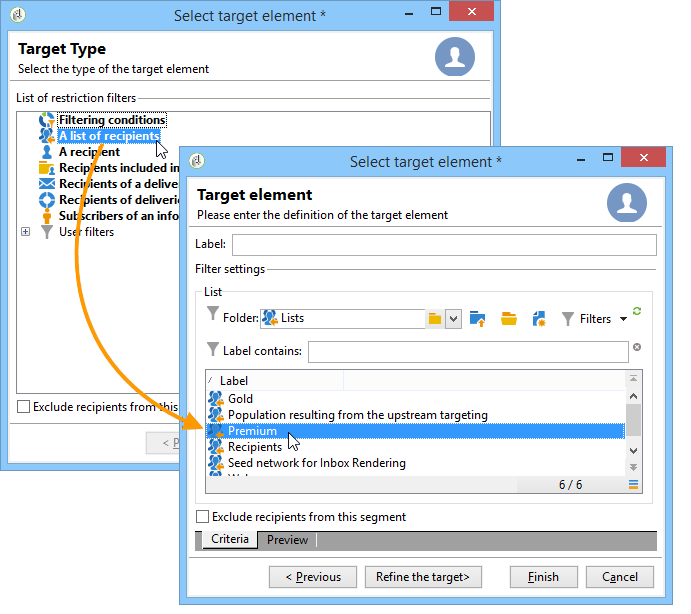 Select target element *
Target Type
Select the type of the target element
List of restriction filters
Filtering conditions
A list of recipients
A recipient
Recipients included in
Recipients of a
Recipients of
Subscribers of an
User filters
Exclude recipients from this
<
Select target element *
Target element
Please enter the definition of the target element
Label:
Filter settings
List
Folder: Lists Filters
Label contains:
/ Label
Gold
Population resulting from the upstream targeting
Premium
Recipients
Seed network for Inbox Rendering
6 / 6
Exclude recipients from this segment
Criteria Preview
< Previous Refine the target> Finish Cancel